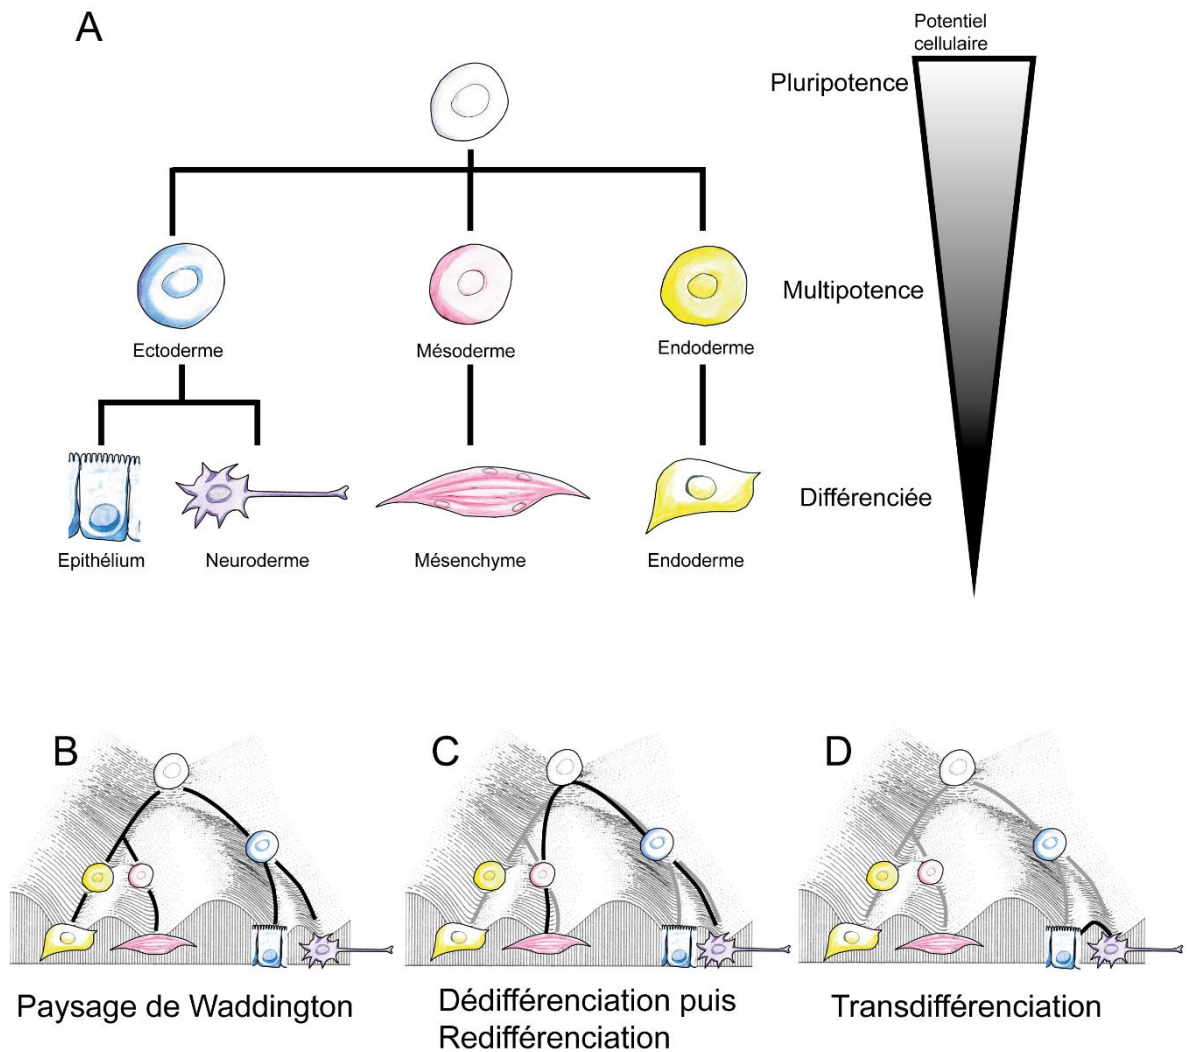 A
Potentiel
cellulaire
Pluripotence
Multipotence
Ectoderme
Mésoderme
Endoderme
Différenciée
Epithélium
Neuroderme
Mésenchyme
Endoderme
B
C
D
Paysage de Waddington
Dédifférenciation puis
Redifférenciation
Transdifférenciation